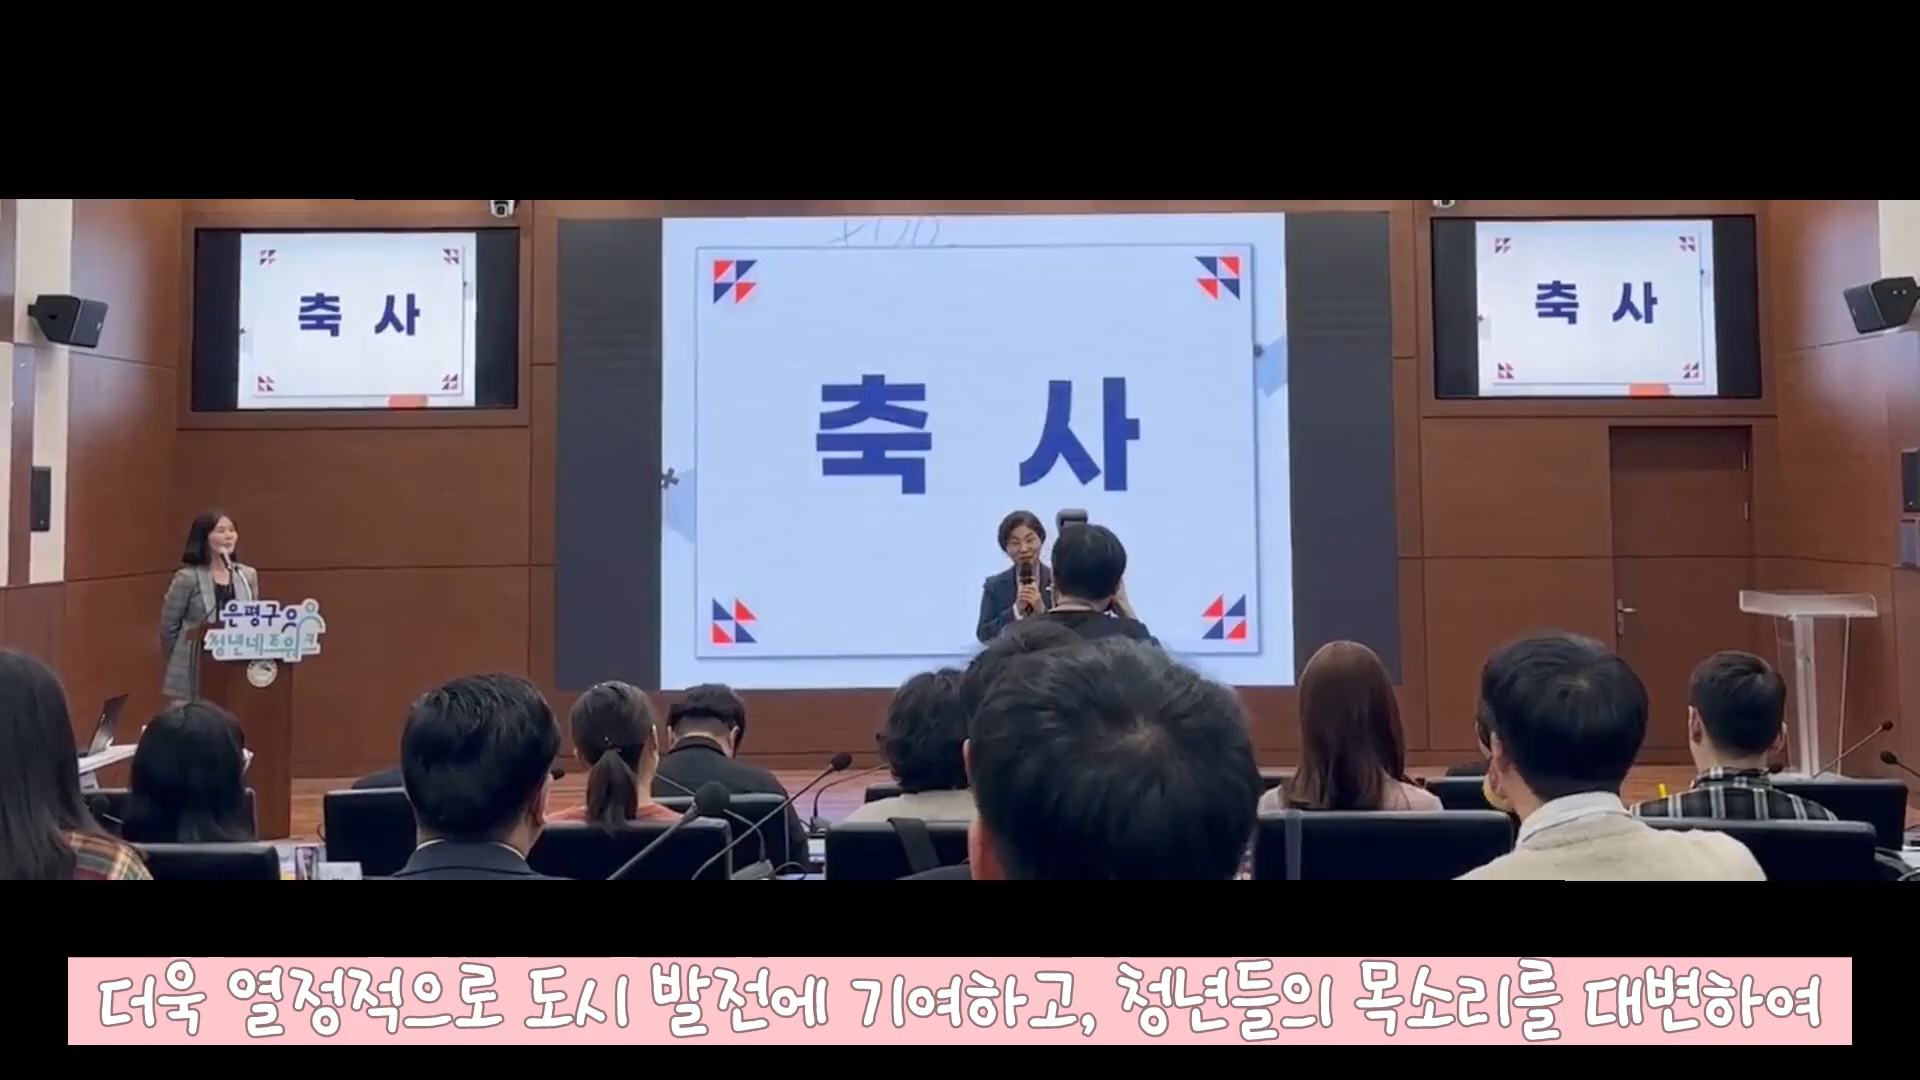 축 사
축 사
축 사
은평구
청년네트워크
더욱 열정적으로 도시 발전에 기여하고, 청년들의 목소리를 대변하여